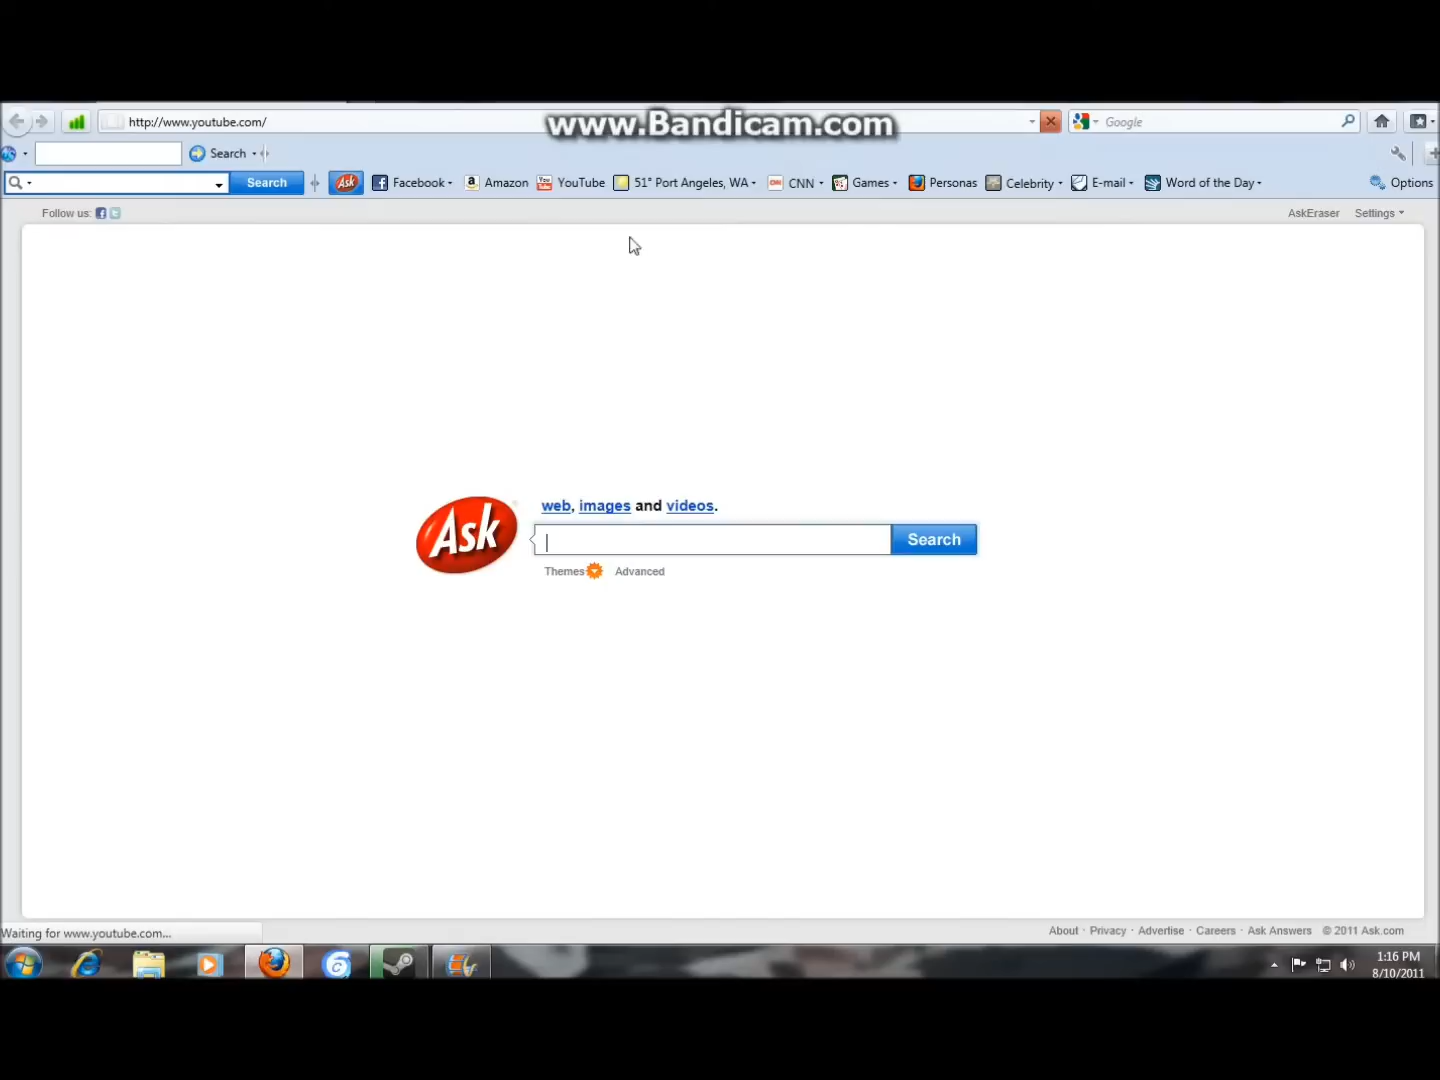 http://www.youtube.com/
www.Bandicam.com
Google
Search
Search
Ask
Facebook
Amazon
YouTube
51° Port Angeles, WA
CNN
Games
Personas
Celebrity
E-mail
Word of the Day
Options
Follow us:
AskEraser
Settings
Ask
web, images and videos.
Search
Themes
Advanced
Waiting for www.youtube.com...
About · Privacy · Advertise · Careers · Ask Answers © 2011 Ask.com
1:16 PM
8/10/2011